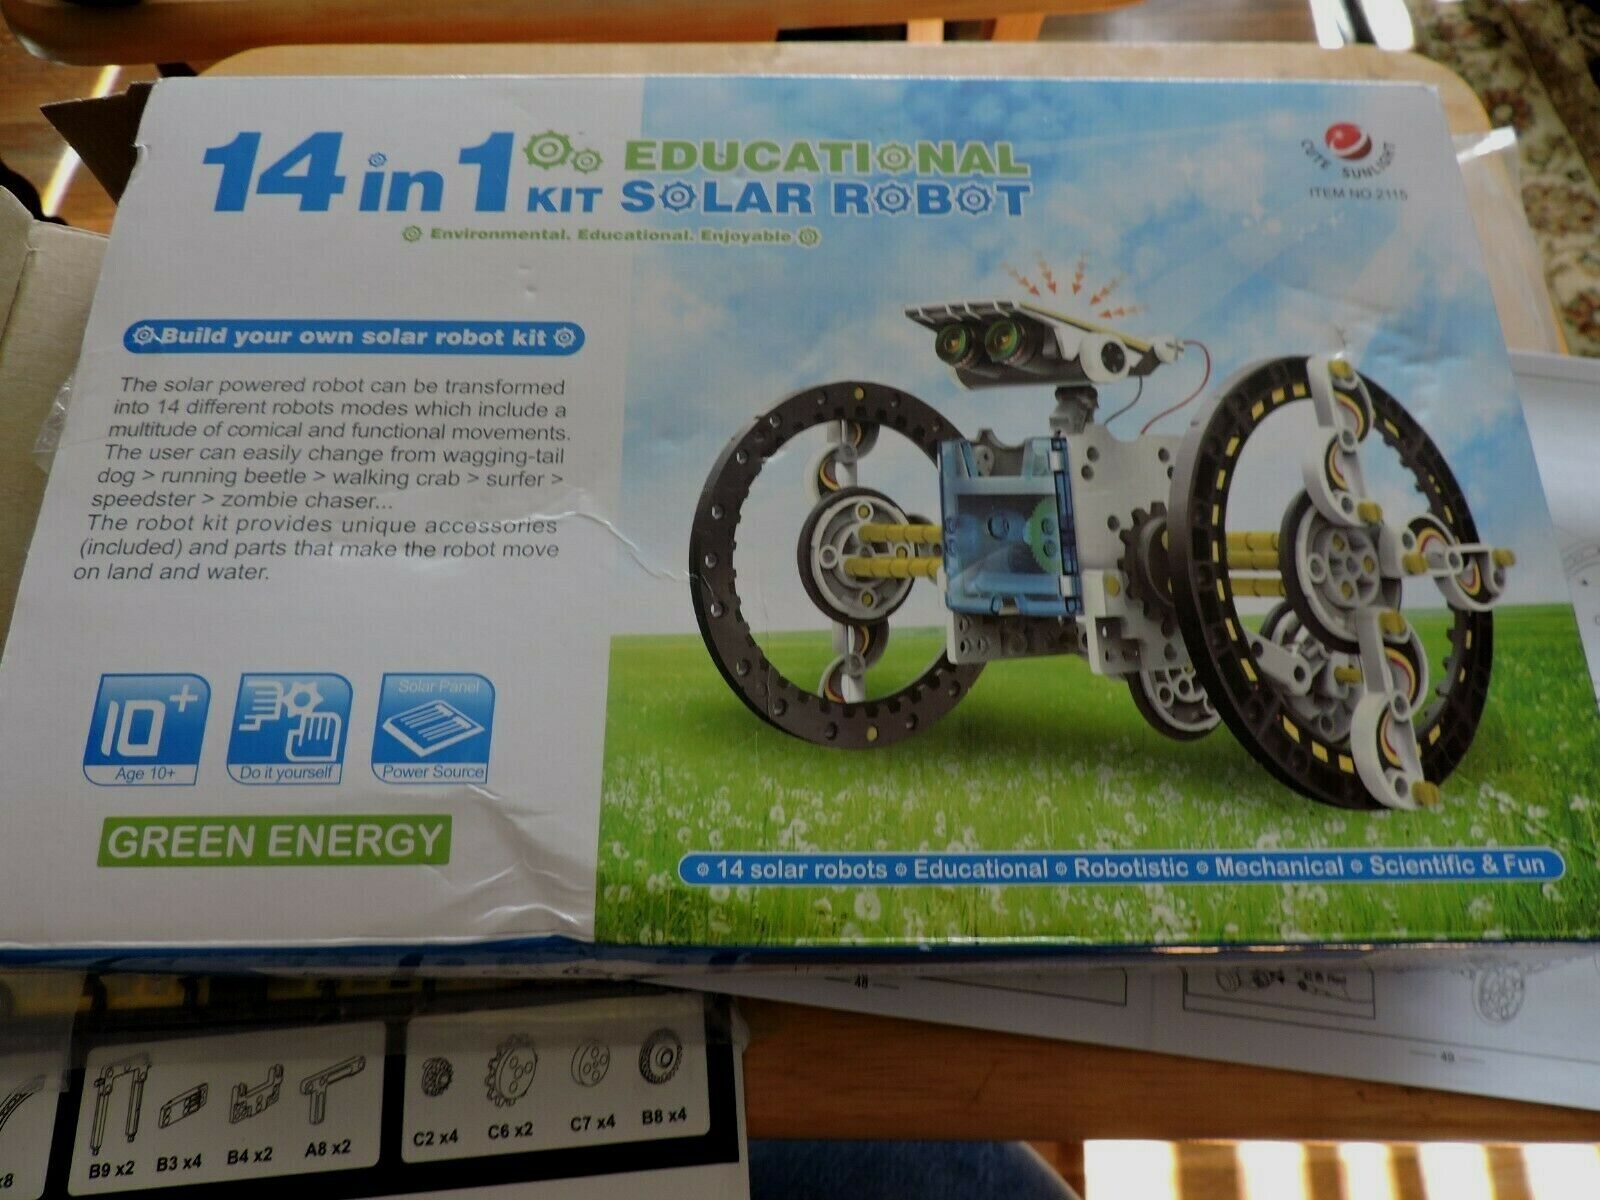 14 in 1 EDUCATIONAL
KIT SOLAR ROBOT
Environmental. Educational. Enjoyable
CUTE SUNLIGHT
ITEM NO.2115
Build your own solar robot kit
The solar powered robot can be transformed
into 14 different robots modes which include a
multitude of comical and functional movements.
The user can easily change from wagging-tail
dog > running beetle > walking crab > surfer >
speedster > zombie chaser...
The robot kit provides unique accessories
(included) and parts that make the robot move
on land and water.
10+
Age 10+
Do it yourself
Solar Panel
Power Source
GREEN ENERGY
14 solar robots Educational Robotistic Mechanical Scientific & Fun
48
49
x8
B9 x2 B3 x4 B4 x2 A8 x2
C2 x4 C6 x2 C7 x4 B8 x4